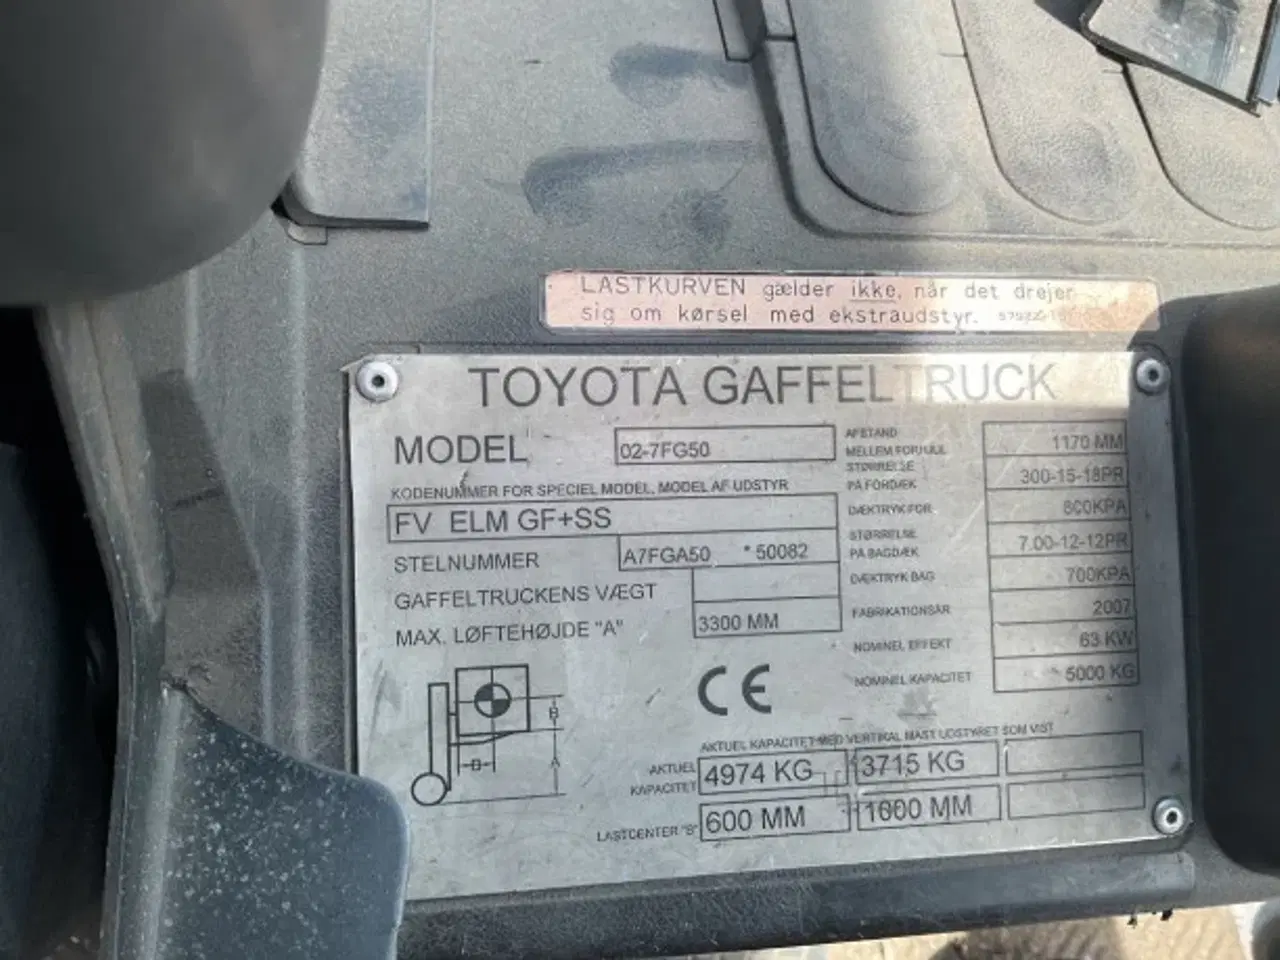 LASTKURVEN gælder ikke, når det drejer
sig om kørsel med ekstraudstyr.
TOYOTA GAFFELTRUCK
MODEL 02-7FG50
KODENUMMER FOR SPECIEL MODEL, MODEL AF UDSTYR
FV ELM GF+SS
STELNUMMER A7FGA50 *50082
GAFFELTRUCKENS VÆGT
MAX. LØFTEHØJDE "A" 3300 MM
AFSTAND
MELLEM FORHJUL 1170 MM
STØRRELSE
PÅ FORDÆK 300-15-18PR
DÆKTRYK FOR 800KPA
STØRRELSE
PÅ BAGDÆK 7.00-12-12PR
DÆKTRYK BAG 700KPA
FABRIKATIONSÅR 2007
NOMINEL EFFEKT 63 KW
NOMINEL KAPACITET 5000 KG
B
A
CE
AKTUEL KAPACITET MED VERTIKAL MAST UDSTYRET SOM VIST
AKTUEL
KAPACITET 4974 KG 3715 KG
LASTCENTER "B" 600 MM 1000 MM